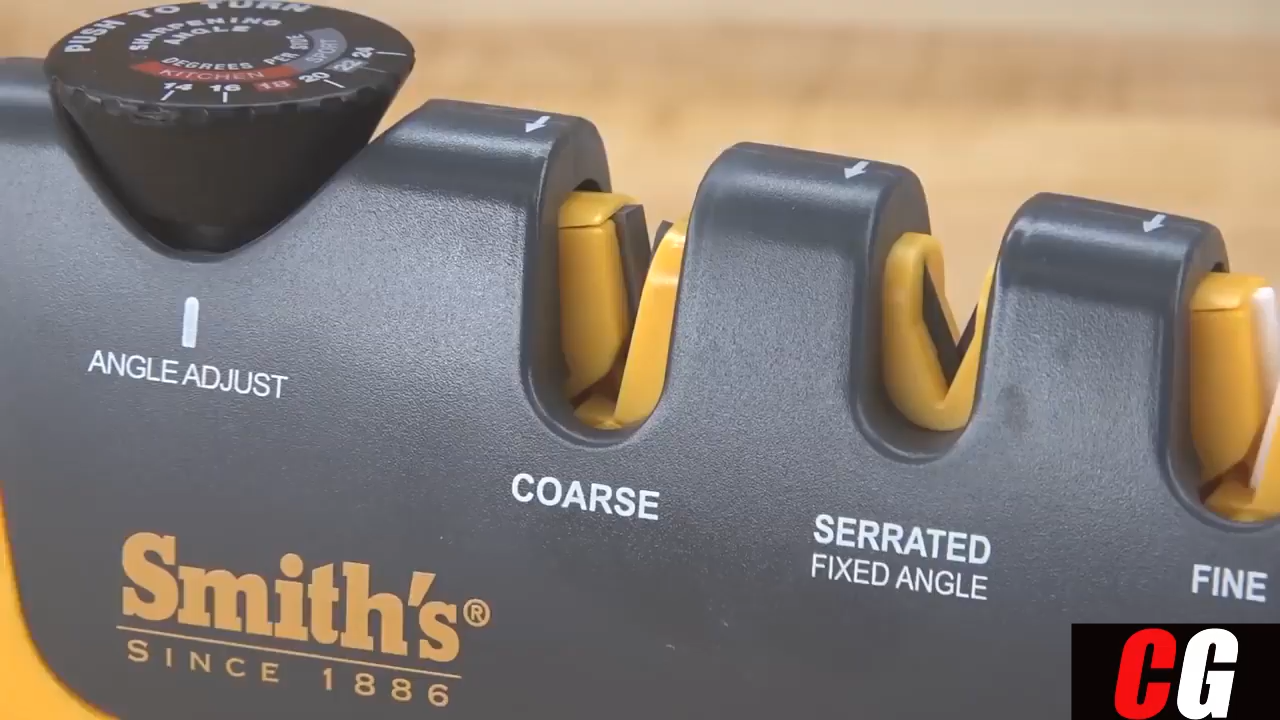 PUSH TO TURN
SHARPENING
ANGLE
DEGREES PER SIDE
KITCHEN SPORT
14 16 18 20 22 24
ANGLE ADJUST
COARSE
SERRATED
FIXED ANGLE
FINE
Smith's®
SINCE 1886
CG